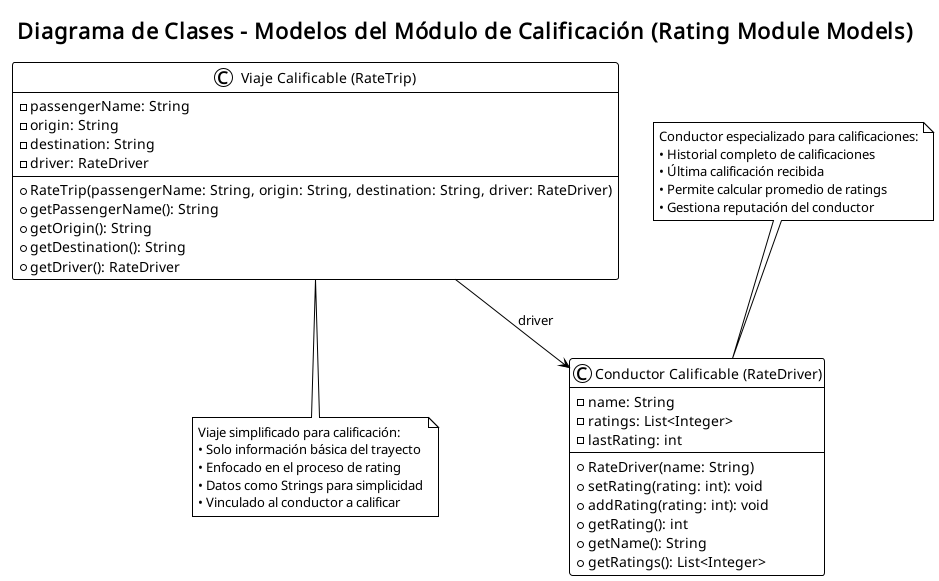 Diagrama de Clases - Modelos del Módulo de Calificación (Rating Module Models)
C Viaje Calificable (RateTrip)
passengerName: String
origin: String
destination: String
driver: RateDriver
RateTrip(passengerName: String, origin: String, destination: String, driver: RateDriver)
getPassengerName(): String
getOrigin(): String
getDestination(): String
getDriver(): RateDriver
Conductor especializado para calificaciones:
• Historial completo de calificaciones
• Última calificación recibida
• Permite calcular promedio de ratings
• Gestiona reputación del conductor
driver
Viaje simplificado para calificación:
• Solo información básica del trayecto
• Enfocado en el proceso de rating
• Datos como Strings para simplicidad
• Vinculado al conductor a calificar
C Conductor Calificable (RateDriver)
name: String
ratings: List<Integer>
lastRating: int
RateDriver(name: String)
setRating(rating: int): void
addRating(rating: int): void
getRating(): int
getName(): String
getRatings(): List<Integer>